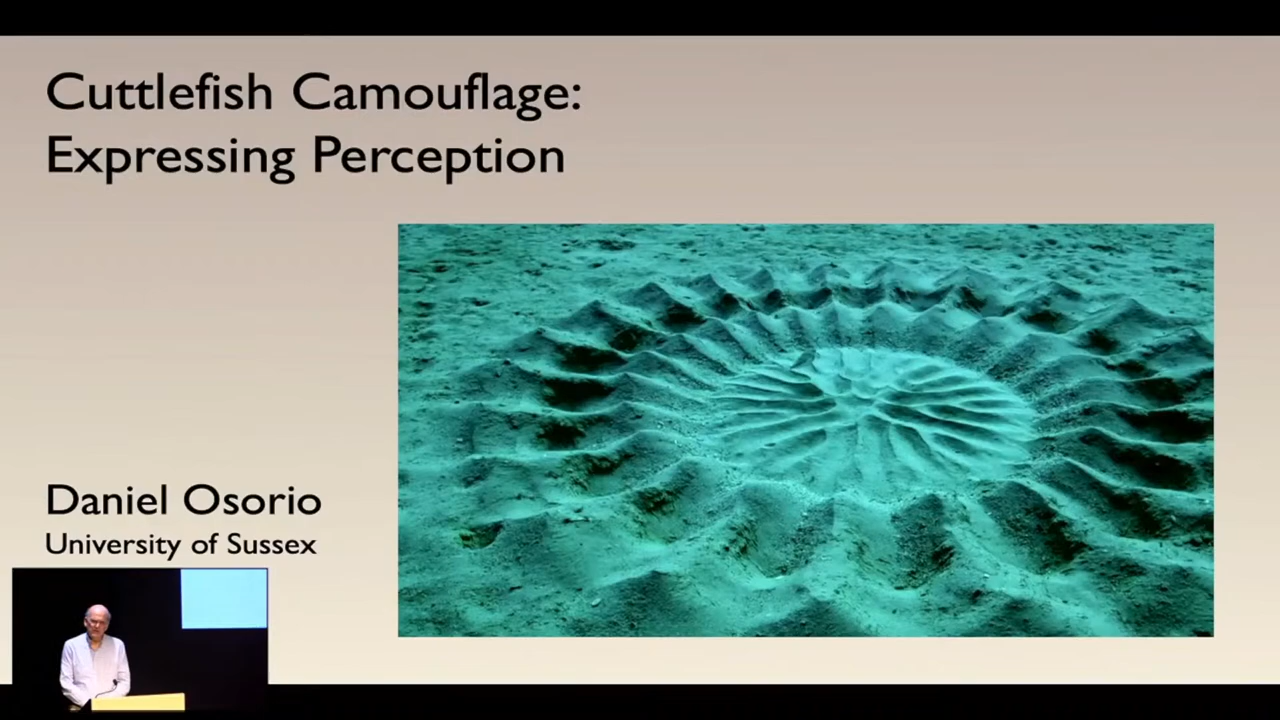 Cuttlefish Camouflage:
Expressing Perception
Daniel Osorio
University of Sussex